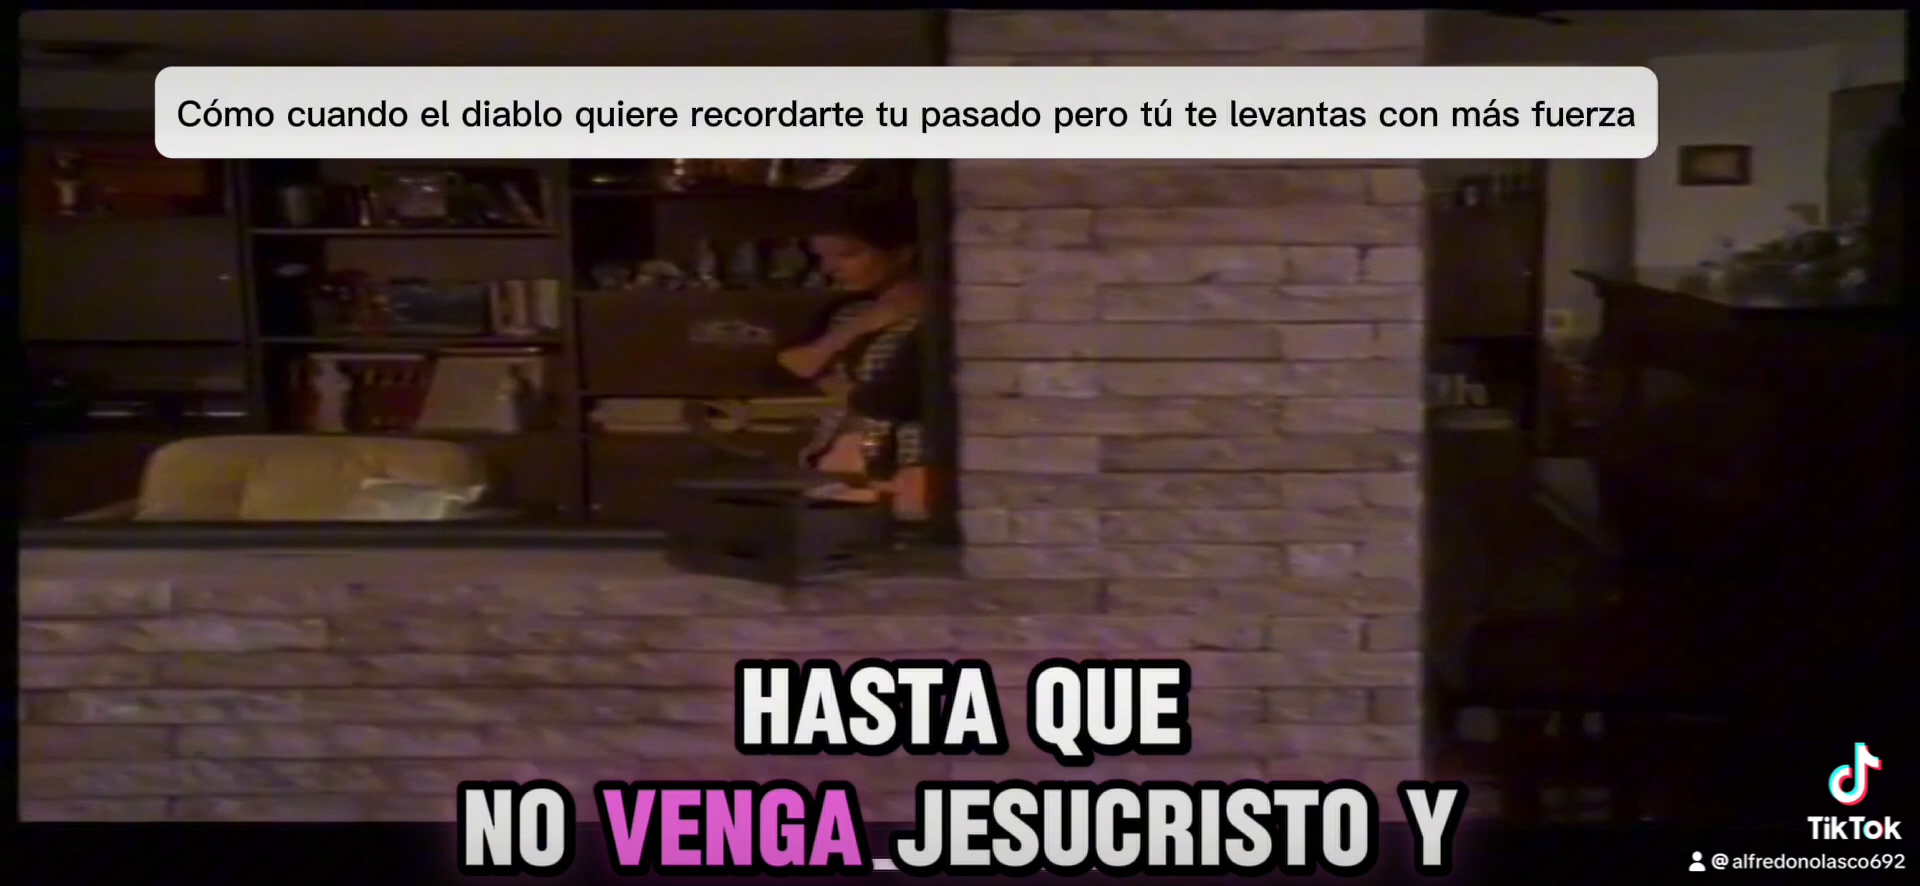 Cómo cuando el diablo quiere recordarte tu pasado pero tú te levantas con más fuerza
HASTA QUE
NO VENGA JESUCRISTO Y
TikTok
@alfredonolasco692